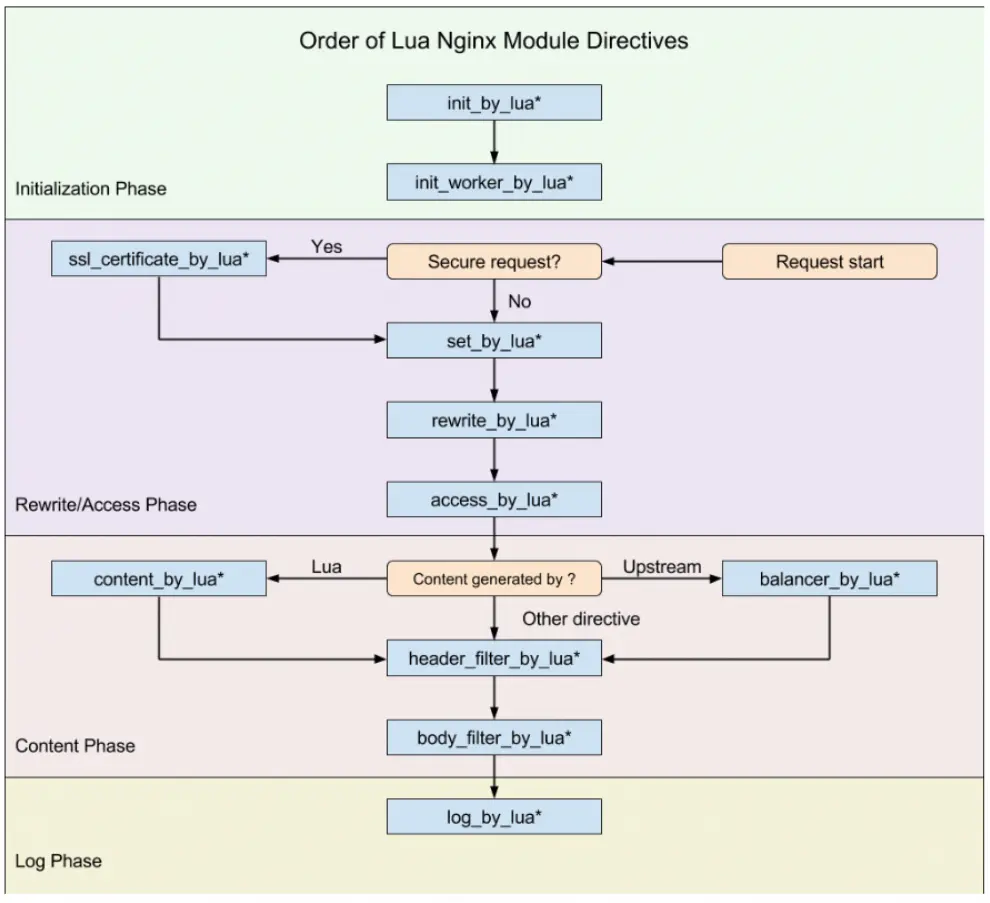 Order of Lua Nginx Module Directives
init_by_lua*
init_worker_by_lua*
Initialization Phase
ssl_certificate_by_lua*
Yes
Secure request?
Request start
No
set_by_lua*
rewrite_by_lua*
access_by_lua*
Rewrite/Access Phase
content_by_lua*
Lua
Content generated by ?
Upstream
balancer_by_lua*
Other directive
header_filter_by_lua*
body_filter_by_lua*
Content Phase
log_by_lua*
Log Phase